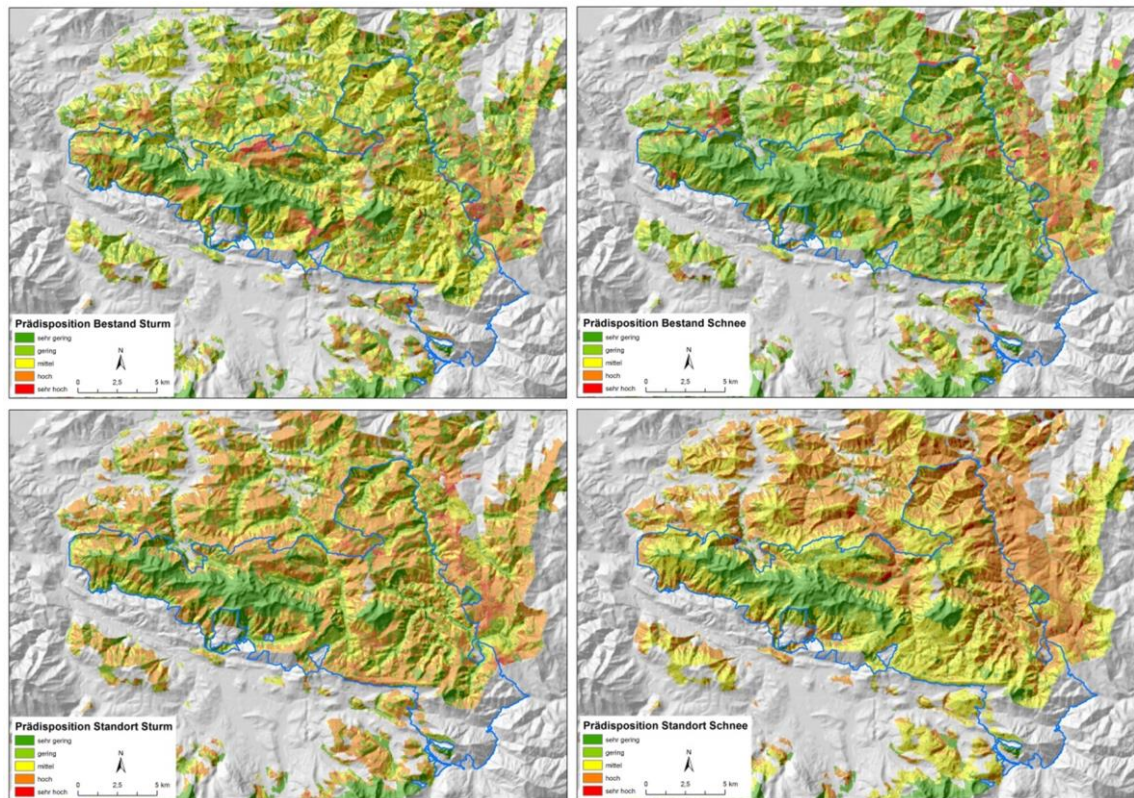 Prädisposition Bestand Sturm
sehr gering
gering
mittel
hoch
sehr hoch
N
0 2.5 5 km
Prädisposition Bestand Schnee
sehr gering
gering
mittel
hoch
sehr hoch
N
0 2.5 5 km
Prädisposition Standort Sturm
sehr gering
gering
mittel
hoch
sehr hoch
N
0 2.5 5 km
Prädisposition Standort Schnee
sehr gering
gering
mittel
hoch
sehr hoch
N
0 2.5 5 km